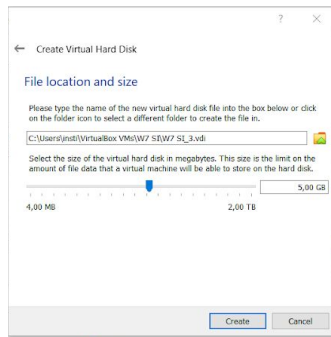 Create Virtual Hard Disk
File location and size
Please type the name of the new virtual hard disk file into the box below or click
on the folder icon to select a different folder to create the file in.
C:\Users\insti\VirtualBox VMs\W7 SI\W7 SI_3.vdi
Select the size of the virtual hard disk in megabytes. This size is the limit on the
amount of file data that a virtual machine will be able to store on the hard disk.
5,00 GB
4,00 MB 2,00 TB
Create Cancel